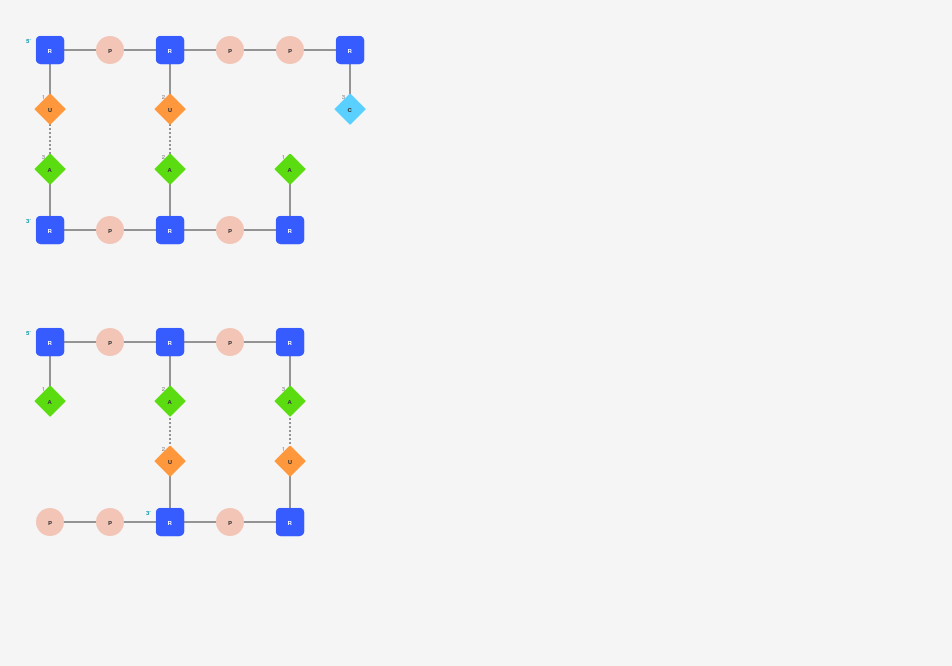 5' R P R P P R
1 U 2 U 3 C
3 A 2 A 1 A
3' R P R P R
5' R P R P R
1 A 2 A 3 A
2 U 1 U
P P 3' R P R